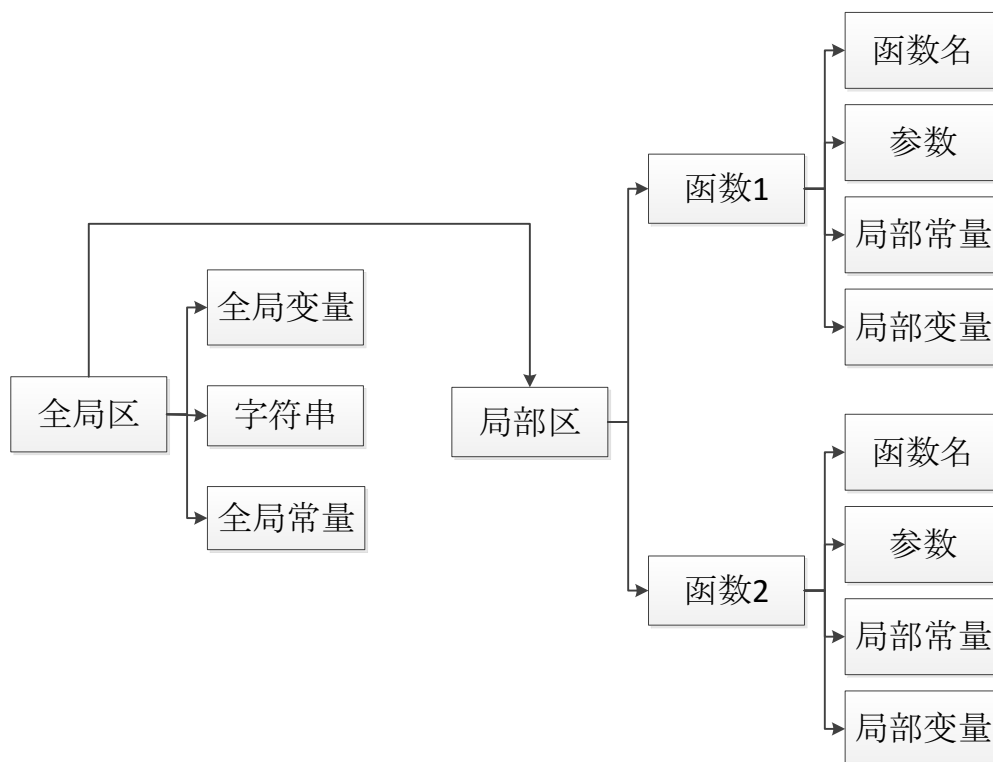 全局区
全局变量
字符串
全局常量
局部区
函数1
函数名
参数
局部常量
局部变量
函数2
函数名
参数
局部常量
局部变量